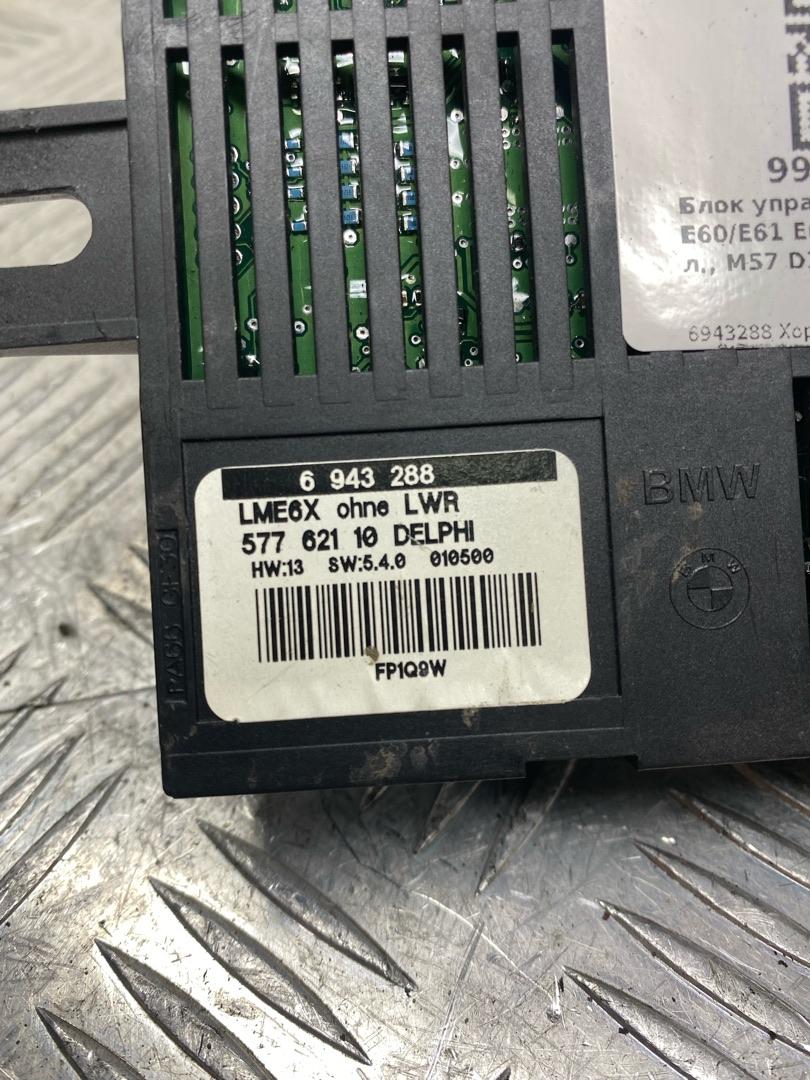 99
Блок упра
E60/E61 E
л., M57 D
6943288 Хор
6 943 288
LME6X ohne LWR
577 621 10 DELPHI
HW:13 SW:5.4.0 010500
FP1Q9W
BMW
BMW